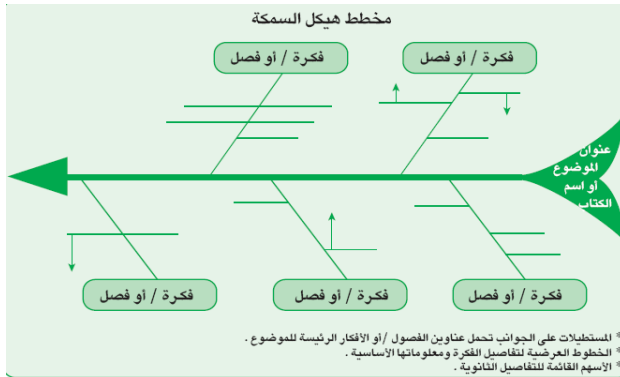 مخطط هيكل السمكة
فكرة / أو فصل
فكرة / أو فصل
عنوان
الموضوع
أو اسم
الكتاب
فكرة / أو فصل
فكرة / أو فصل
فكرة / أو فصل
* المستطيلات على الجوانب تحمل عناوين الفصول /أو الأفكار الرئيسة للموضوع .
* الخطوط العرضية لتفاصيل الفكرة ومعلوماتها الأساسية .
* الأسهم القائمة للتفاصيل الثانوية .